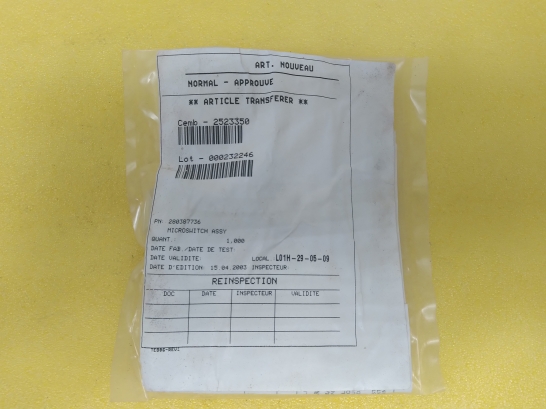 ART. NOUVEAU
NORMAL - APPROUVE
** ARTICLE TRANSFERER **
Cemb - 2523350
Lot - 000232246
PN: 200387736
MICROSWITCH ASSY
QUANT. 1,000
DATE FAB./DATE DE TEST
DATE VALIDITE: LOCAL L01H-29-05-09
DATE D'EDITION: 15.04.2003 INSPECTEUR:
REINSPECTION
DOC DATE INSPECTEUR VALIDITE